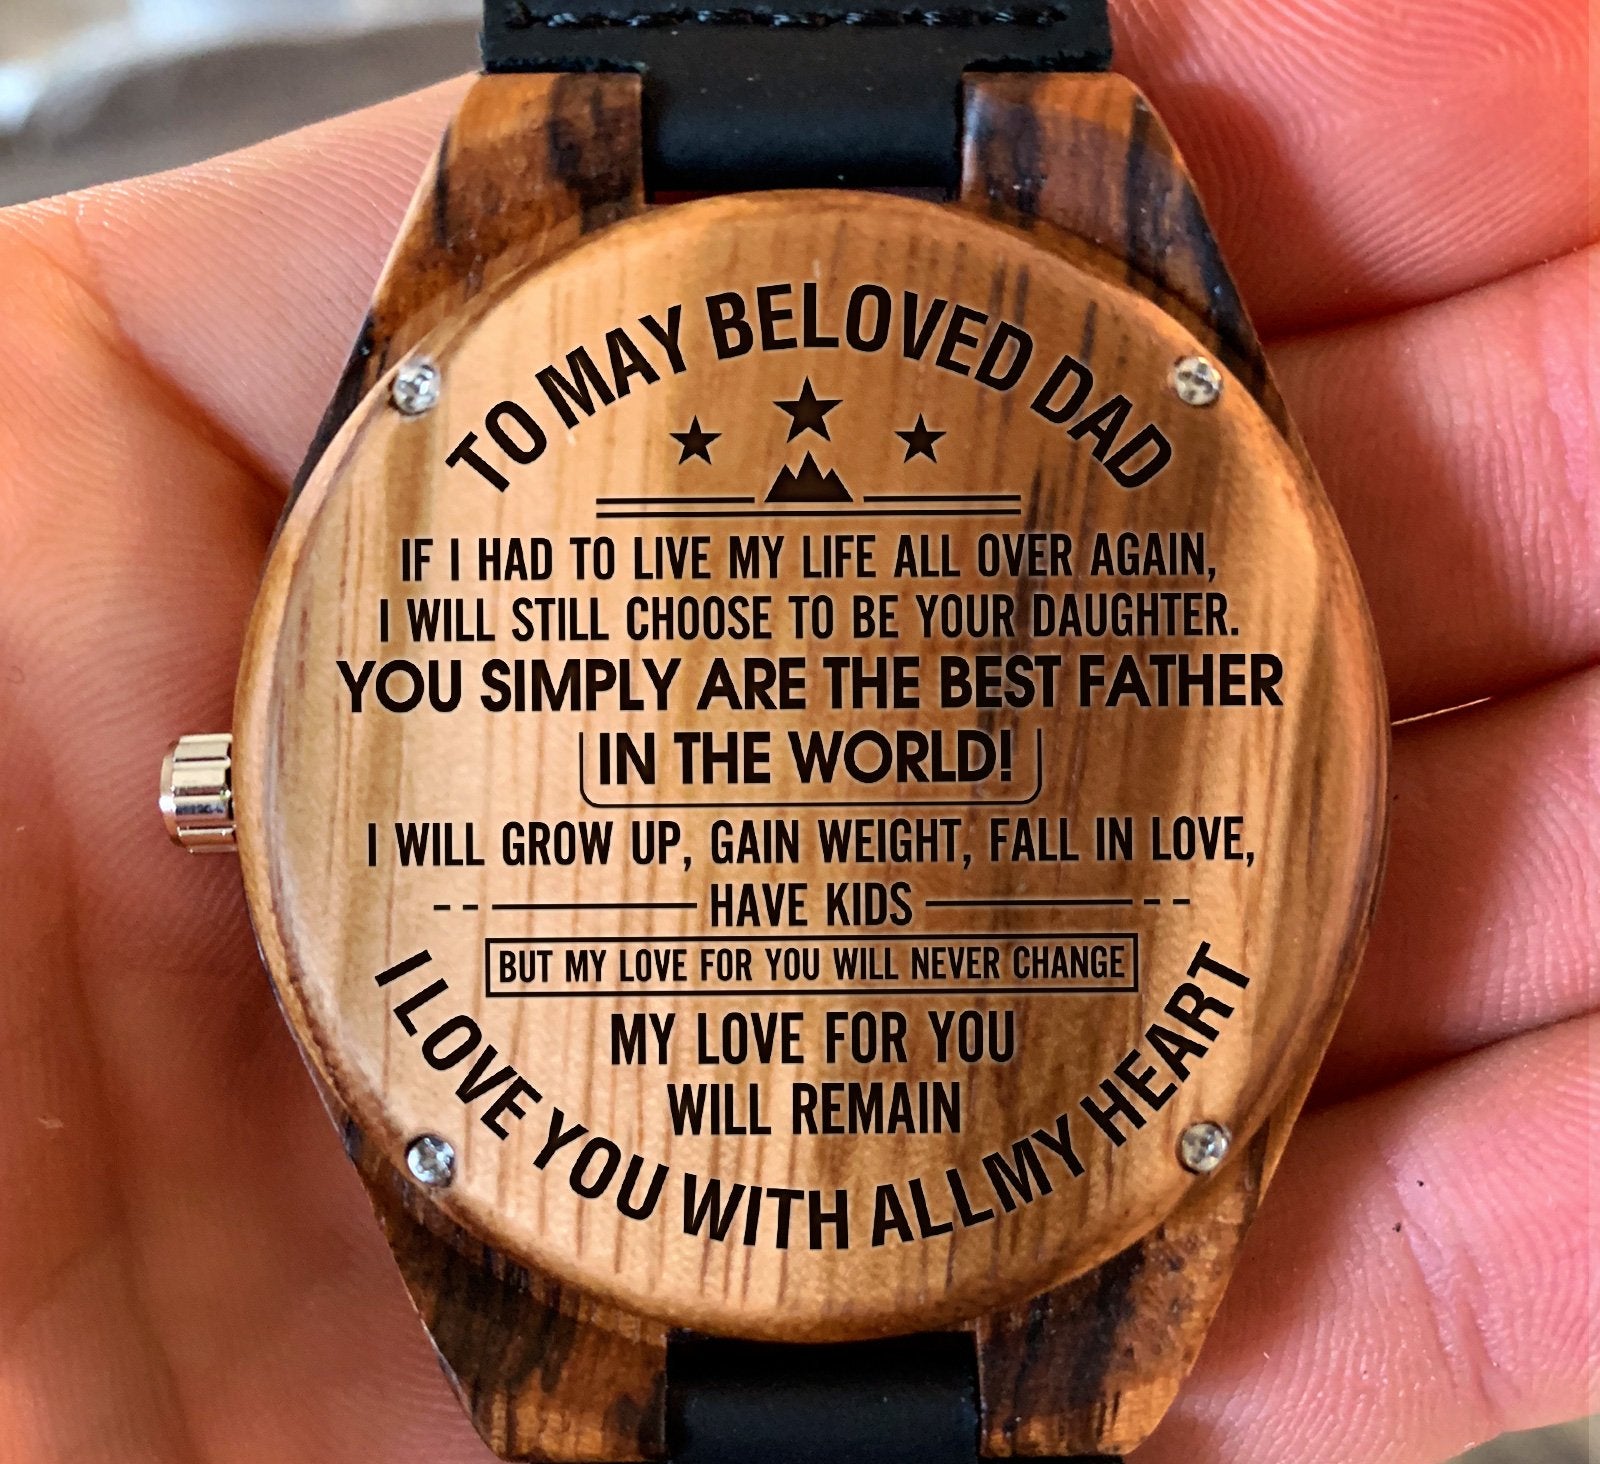 TO MAY BELOVED DAD
IF I HAD TO LIVE MY LIFE ALL OVER AGAIN,
I WILL STILL CHOOSE TO BE YOUR DAUGHTER.
YOU SIMPLY ARE THE BEST FATHER
IN THE WORLD!
I WILL GROW UP, GAIN WEIGHT, FALL IN LOVE,
HAVE KIDS
BUT MY LOVE FOR YOU WILL NEVER CHANGE
MY LOVE FOR YOU
WILL REMAIN
I LOVE YOU WITH ALLMY HEART